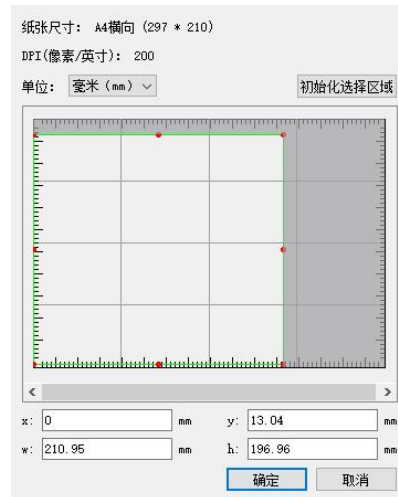 纸张尺寸: A4横向 (297 * 210)
DPI(像素/英寸): 200
单位: 毫米 (mm)
初始化选择区域
x: 0 mm y: 13.04 mm
w: 210.95 mm h: 196.96 mm
确定 取消